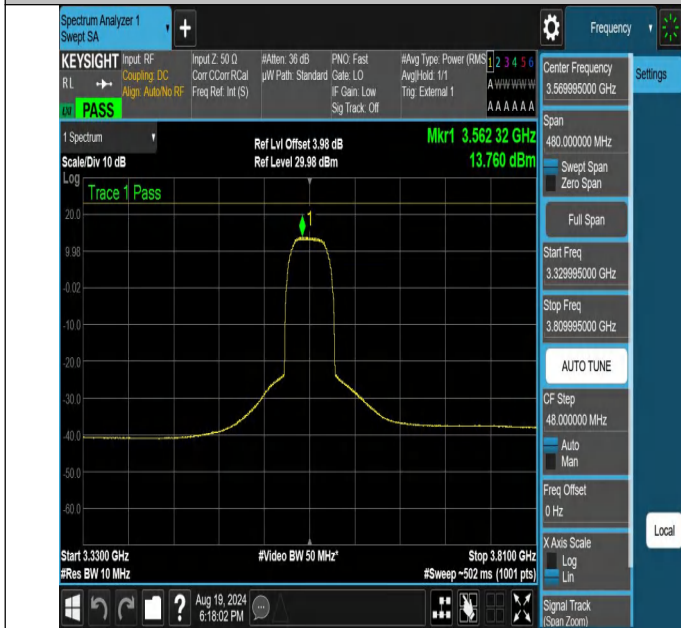 Spectrum Analyzer 1
Swept SA
+
Frequency
KEYSIGHT
RL
PASS
Input: RF
Coupling: DC
Align: Auto/No RF
Input Z: 50 Ω
Corr CCorr RCal
Freq Ref: Int (S)
#Atten: 36 dB
µW Path: Standard
PNO: Fast
Gate: LO
IF Gain: Low
Sig Track: Off
#Avg Type: Power (RMS
Avg|Hold: 1/1
Trig: External 1
1 2 3 4 5 6
A W W W W W
A A A A A A
1 Spectrum
Scale/Div 10 dB
Ref Lvl Offset 3.98 dB
Ref Level 29.98 dBm
Mkr1 3.562 32 GHz
13.760 dBm
Log
Trace 1 Pass
1
20.0
9.98
-0.02
-10.0
-20.0
-30.0
-40.0
-50.0
-60.0
Start 3.3300 GHz
#Res BW 10 MHz
#Video BW 50 MHz*
Stop 3.8100 GHz
#Sweep ~502 ms (1001 pts)
?
Aug 19, 2024
6:18:02 PM
Center Frequency
3.569995000 GHz
Span
480.000000 MHz
Swept Span
Zero Span
Full Span
Start Freq
3.329995000 GHz
Stop Freq
3.809995000 GHz
AUTO TUNE
CF Step
48.000000 MHz
Auto
Man
Freq Offset
0 Hz
X Axis Scale
Log
Lin
Signal Track
(Span Zoom)
Settings
Local